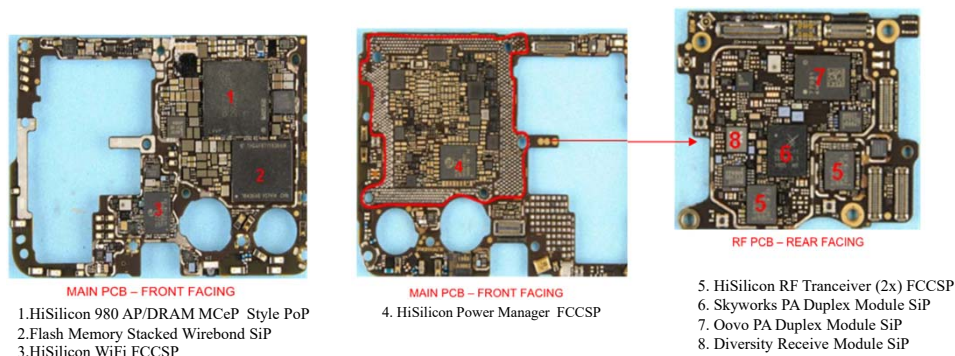 1
2
3
MAIN PCB – FRONT FACING
1.HiSilicon 980 AP/DRAM MCeP Style PoP
2.Flash Memory Stacked Wirebond SiP
3.HiSilicon WiFi FCCSP
4
MAIN PCB – FRONT FACING
4. HiSilicon Power Manager FCCSP
7
8
6
5
5
RF PCB – REAR FACING
5. HiSilicon RF Tranceiver (2x) FCCSP
6. Skyworks PA Duplex Module SiP
7. Oovo PA Duplex Module SiP
8. Diversity Receive Module SiP